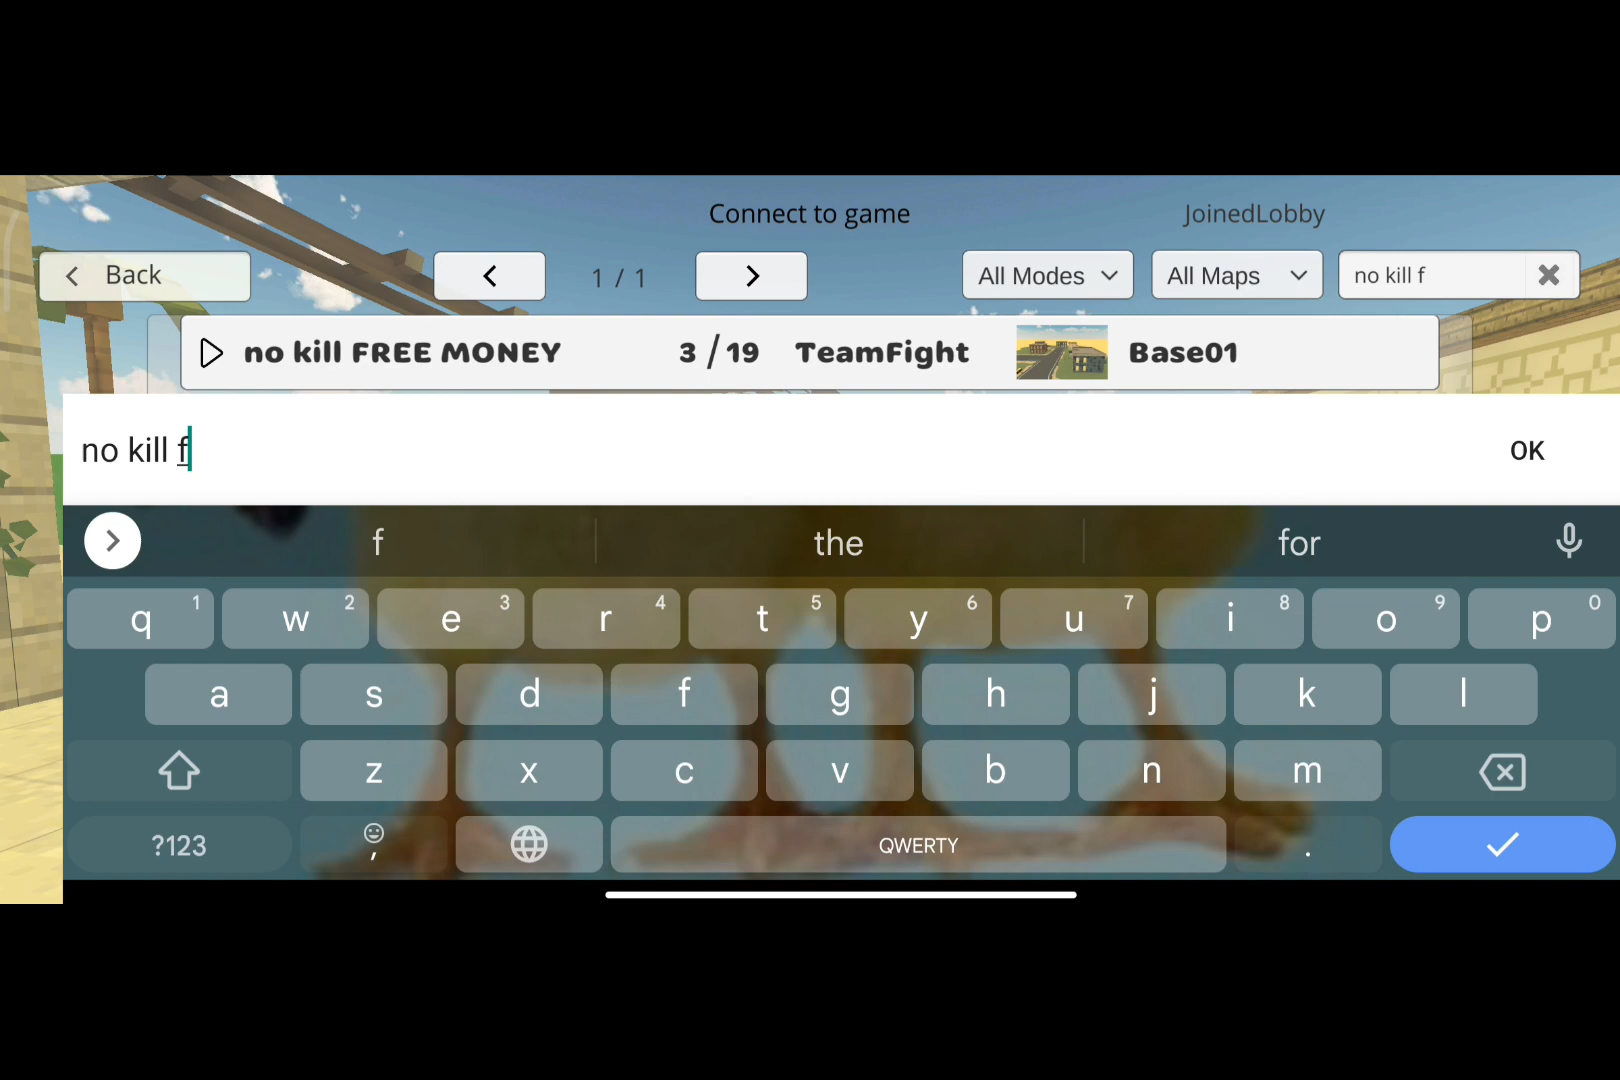 Connect to game
JoinedLobby
Back
1 / 1
All Modes
All Maps
no kill f
no kill FREE MONEY 3 / 19 TeamFight Base01
no kill f
OK
f the for
q 1 w 2 e 3 r 4 t 5 y 6 u 7 i 8 o 9 p 0
a s d f g h j k l
z x c v b n m
?123 , QWERTY .